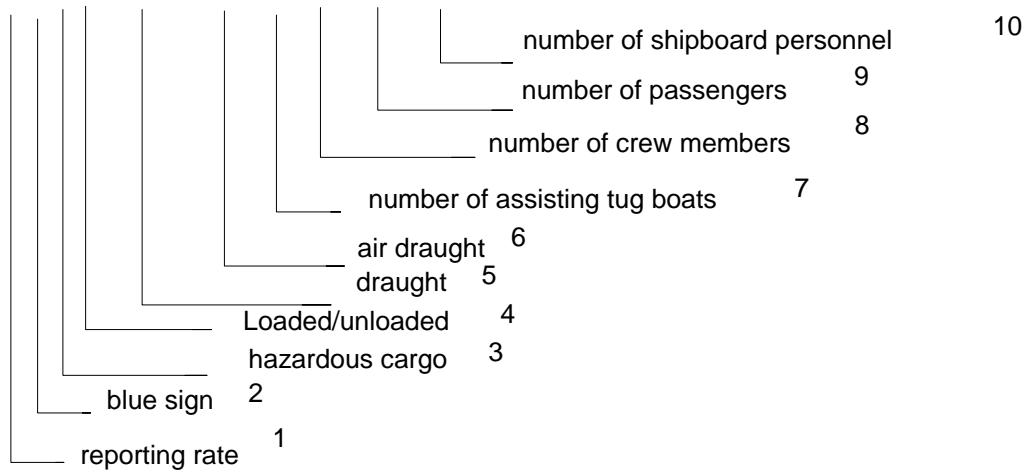 number of shipboard personnel 10
number of passengers 9
number of crew members 8
number of assisting tug boats 7
air draught 6
draught 5
Loaded/unloaded 4
hazardous cargo 3
blue sign 2
reporting rate 1